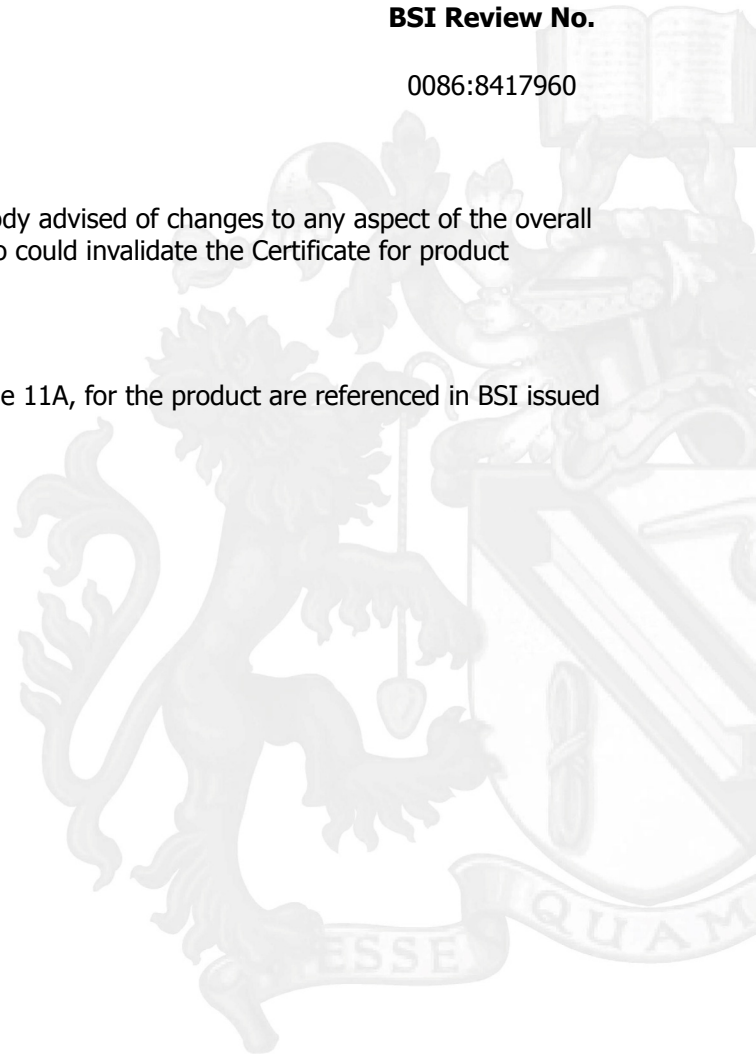 BSI Review No.
0086:8417960
ody advised of changes to any aspect of the overall
o could invalidate the Certificate for product
e 11A, for the product are referenced in BSI issued
ESSE
QUAM